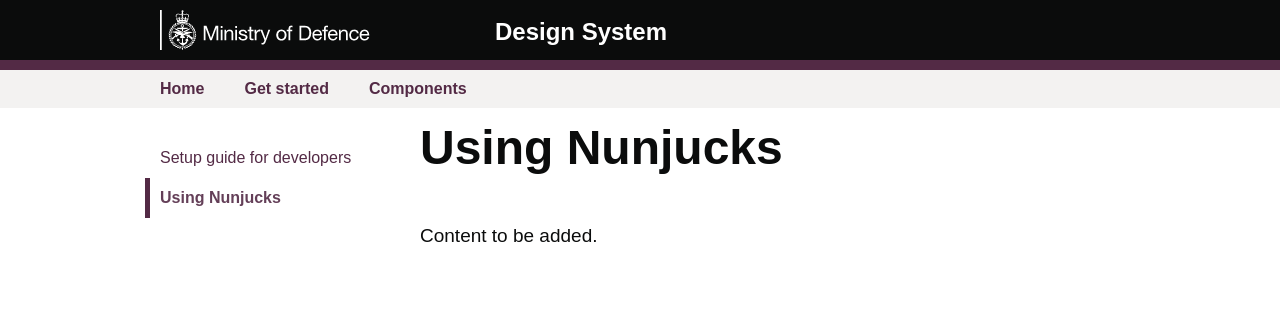 Ministry of Defence
Design System
Home Get started Components
Setup guide for developers
Using Nunjucks
Using Nunjucks
Content to be added.